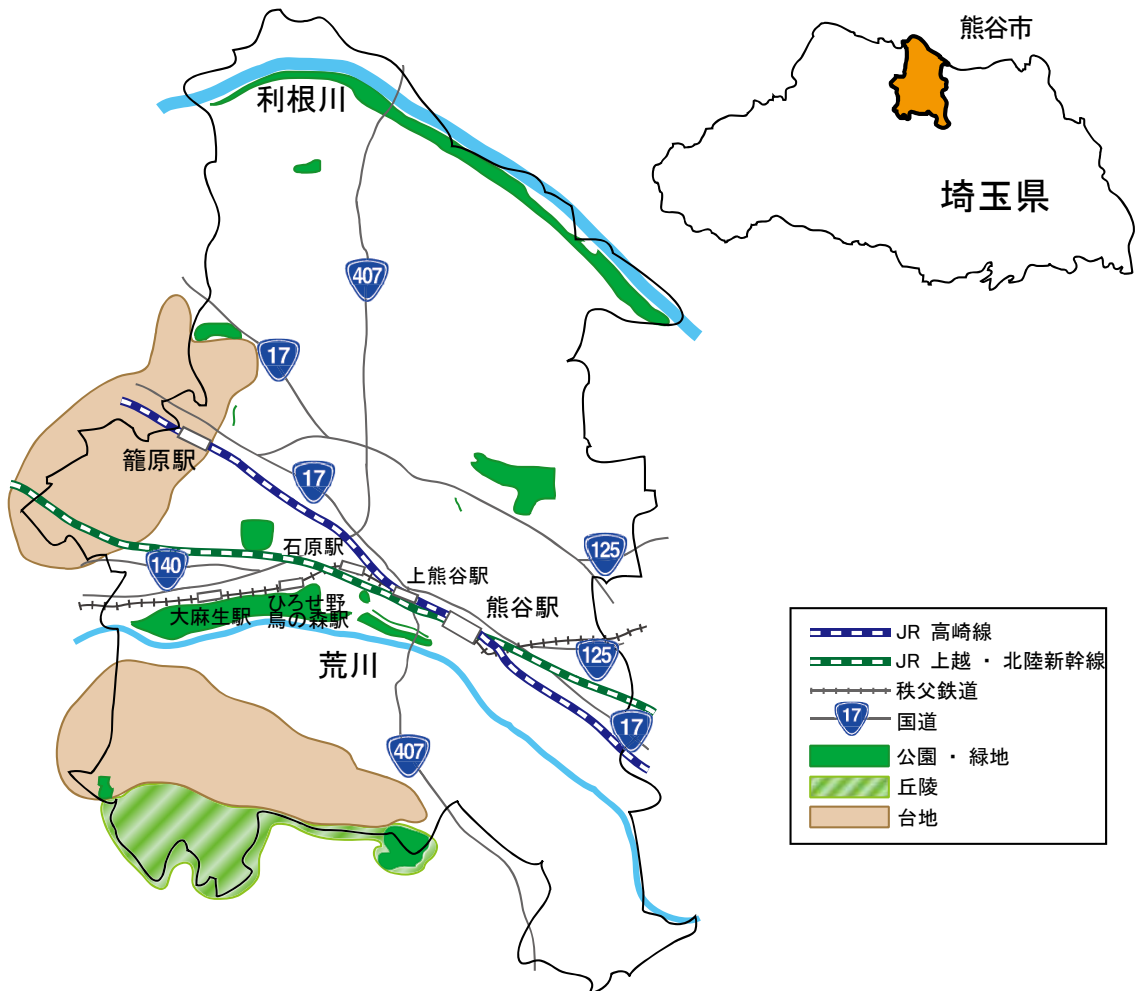 熊谷市
埼玉県
利根川
407
17
籠原駅
17
石原駅
125
140
上熊谷駅
大麻生駅
ひろせ野
鳥の森駅
熊谷駅
荒川
125
17
407
JR 高崎線
JR 上越 ・ 北陸新幹線
秩父鉄道
17 国道
公園 ・ 緑地
丘陵
台地